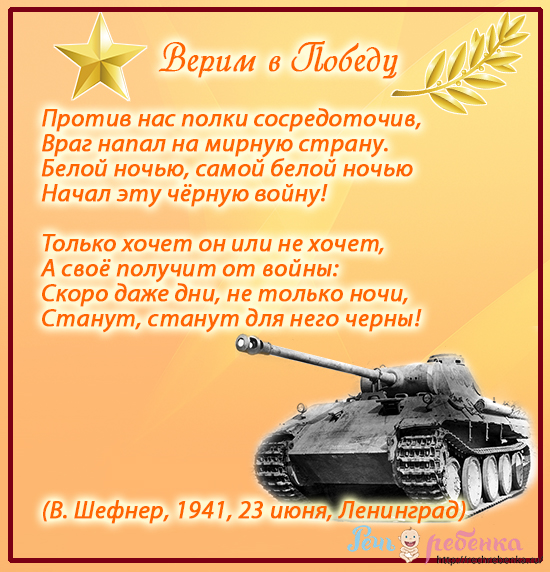 Верим в Победу
Против нас полки сосредоточив,
Враг напал на мирную страну.
Белой ночью, самой белой ночью
Начал эту чёрную войну!
Только хочет он или не хочет,
А своё получит от войны:
Скоро даже дни, не только ночи,
Станут, станут для него черны!
(В. Шефнер, 1941, 23 июня, Ленинград)
Речь ребёнка